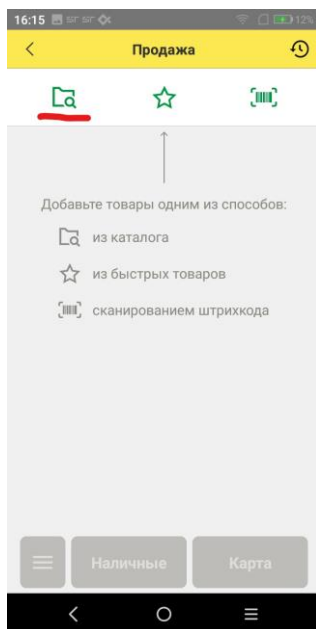 16:15
12%
Продажа
Добавьте товары одним из способов:
из каталога
из быстрых товаров
сканированием штрихкода
Наличные
Карта